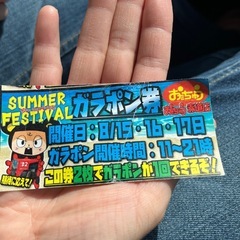 SUMMER
FESTIVAL
ガラポン券
開催日：8/15・16・17日
ガラポン開催時間：11～21時
この券2枚でガラポンが1回できるぞ！